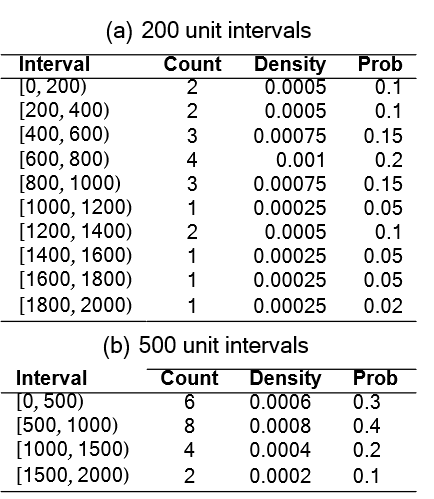 (a) 200 unit intervals
Interval Count Density Prob
[0, 200) 2 0.0005 0.1
[200, 400) 2 0.0005 0.1
[400, 600) 3 0.00075 0.15
[600, 800) 4 0.001 0.2
[800, 1000) 3 0.00075 0.15
[1000, 1200) 1 0.00025 0.05
[1200, 1400) 2 0.0005 0.1
[1400, 1600) 1 0.00025 0.05
[1600, 1800) 1 0.00025 0.05
[1800, 2000) 1 0.00025 0.02
(b) 500 unit intervals
Interval Count Density Prob
[0, 500) 6 0.0006 0.3
[500, 1000) 8 0.0008 0.4
[1000, 1500) 4 0.0004 0.2
[1500, 2000) 2 0.0002 0.1